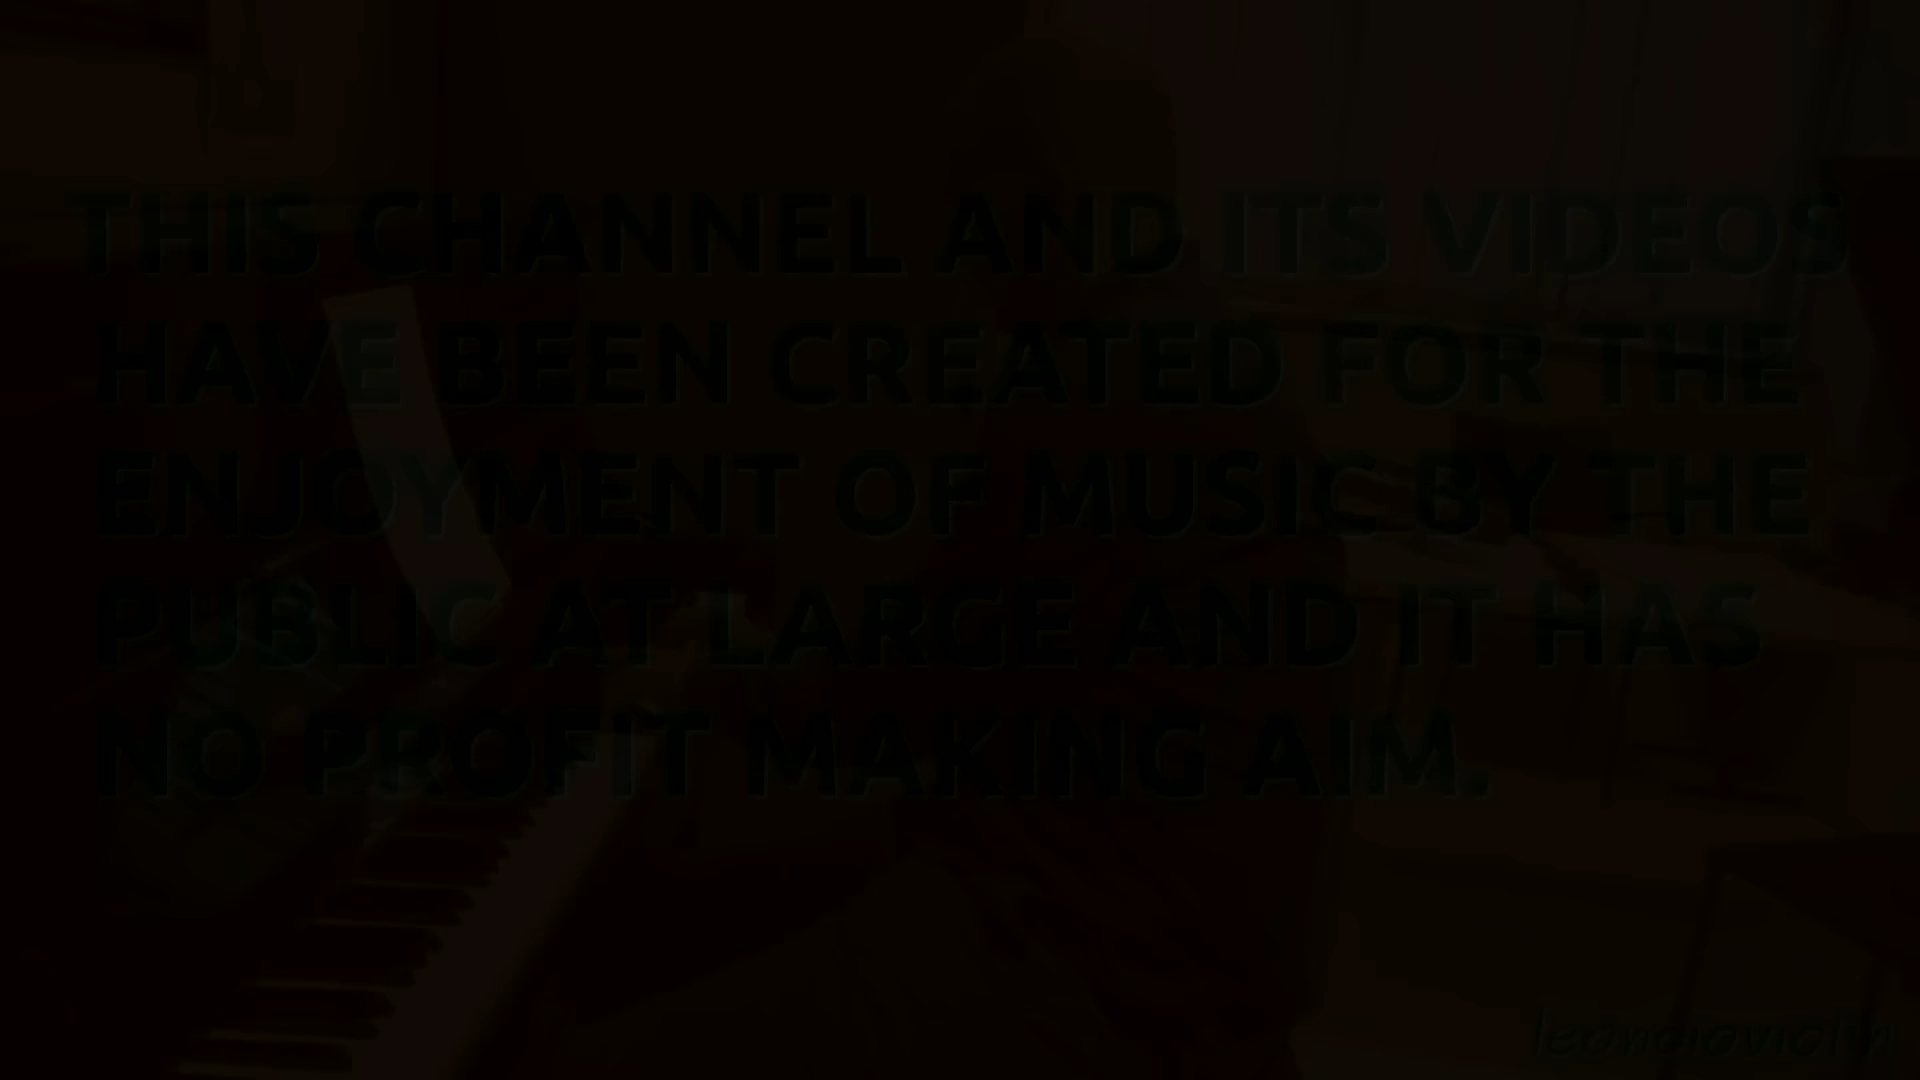 THIS CHANNEL AND ITS VIDEOS
HAVE BEEN CREATED FOR THE
ENJOYMENT OF MUSIC BY THE
PUBLIC AT LARGE AND IT HAS
NO PROFIT MAKING AIM.